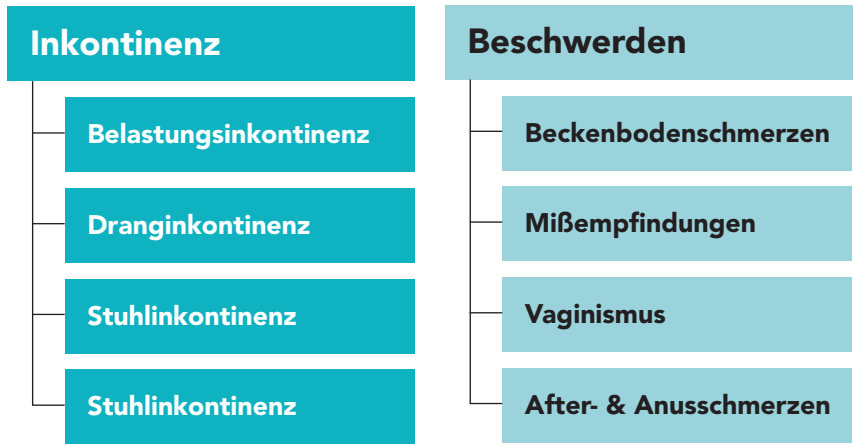 Inkontinenz
Belastungsinkontinenz
Dranginkontinenz
Stuhlinkontinenz
Stuhlinkontinenz
Beschwerden
Beckenbodenschmerzen
Mißempfindungen
Vaginismus
After- & Anusschmerzen